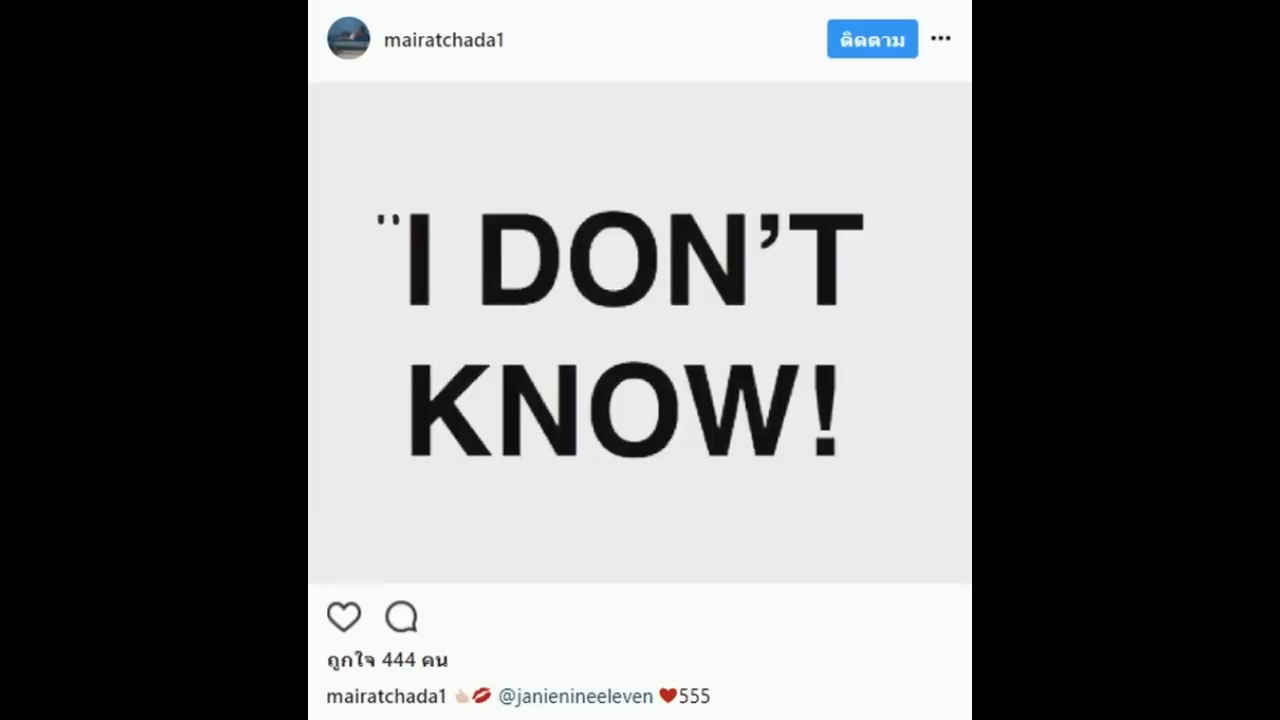 mairatchada1
ติดตาม
"I DON’T
KNOW!
ถูกใจ 444 คน
mairatchada1 👆🏻💋 @janienineeleven ❤️555